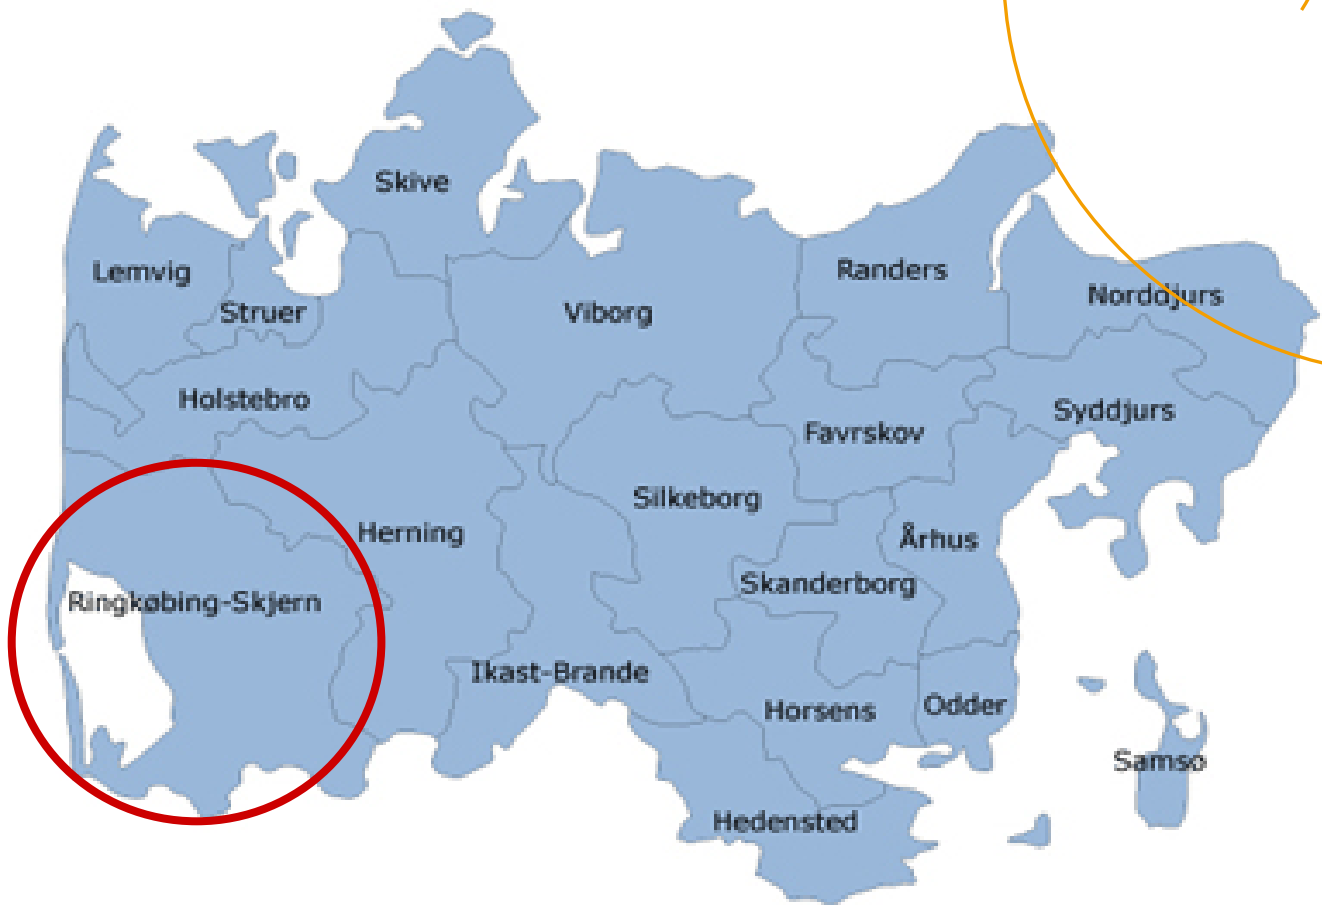 Skive
Lemvig
Randers
Norddjurs
Struer
Viborg
Holstebro
Syddjurs
Favrskov
Silkeborg
Herning
Århus
Skanderborg
Ringkøbing-Skjern
Ikast-Brande
Odder
Horsens
Samsø
Hedensted